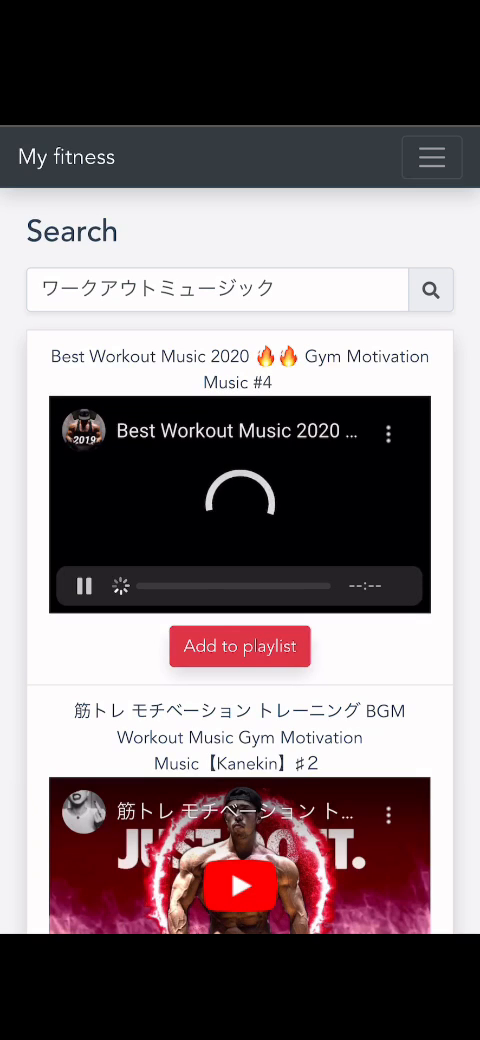 My fitness
Search
ワークアウトミュージック
Best Workout Music 2020 🔥🔥 Gym Motivation
Music #4
2019
Best Workout Music 2020 ...
--:--
Add to playlist
筋トレ モチベーション トレーニング BGM
Workout Music Gym Motivation
Music【Kanekin】♯２
筋トレ モチベーション ト...
JUST DO IT.